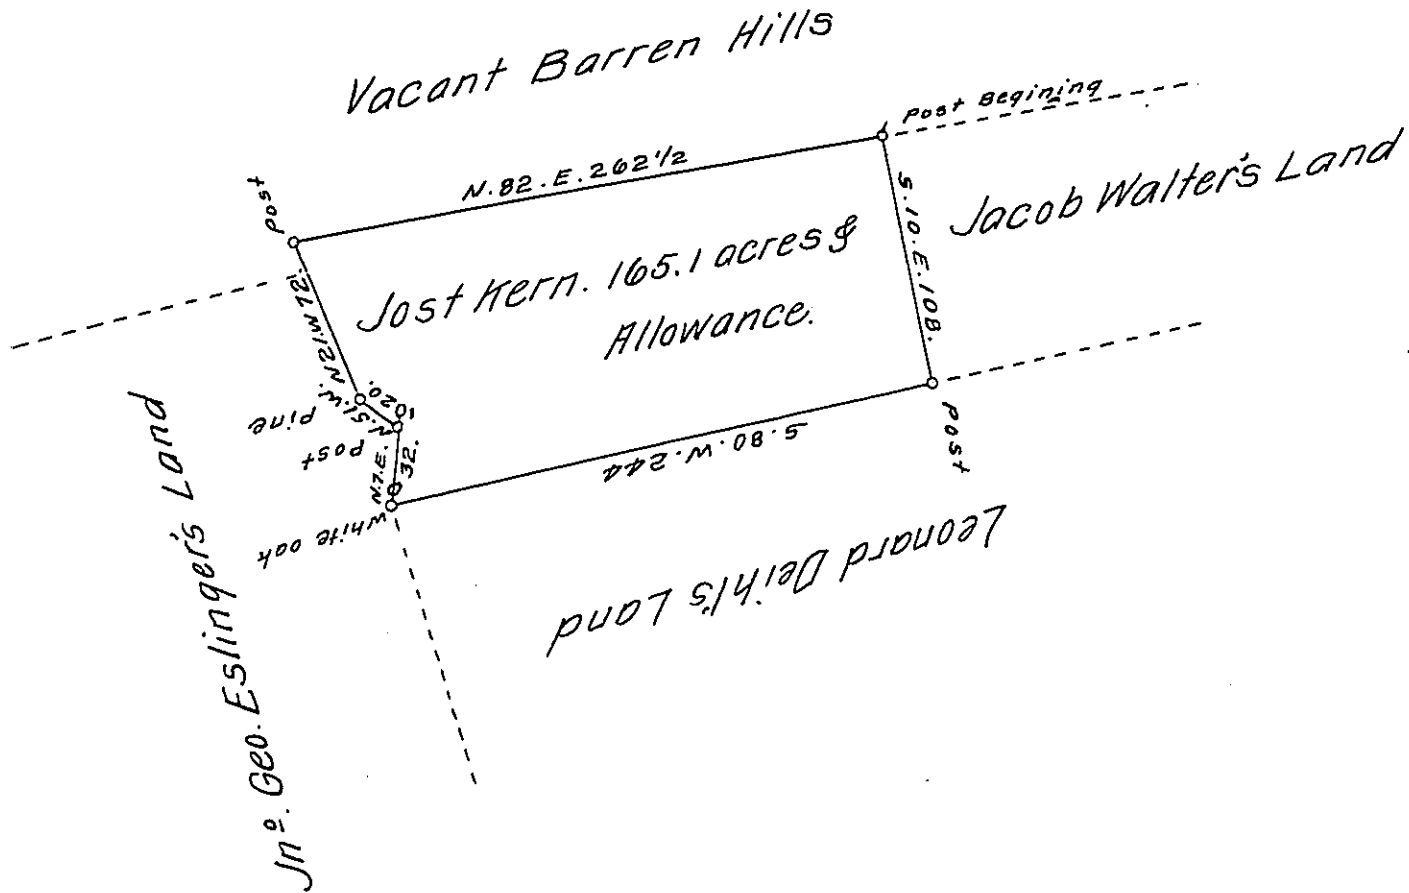 Vacant Barren Hills
Post Begining
N.82.E.262½
Post
S.10.E.108.
Jacob Walter's Land
Jost Kern. 165.1 acres &
Allowance.
N21.W 72.
Pine
N.51.W.
20.
Post
N.7.E.
32.
White oak
S.80.W.244
Post
Leonard Deihl's Land
Jnº. Geo. Eslinger's Land